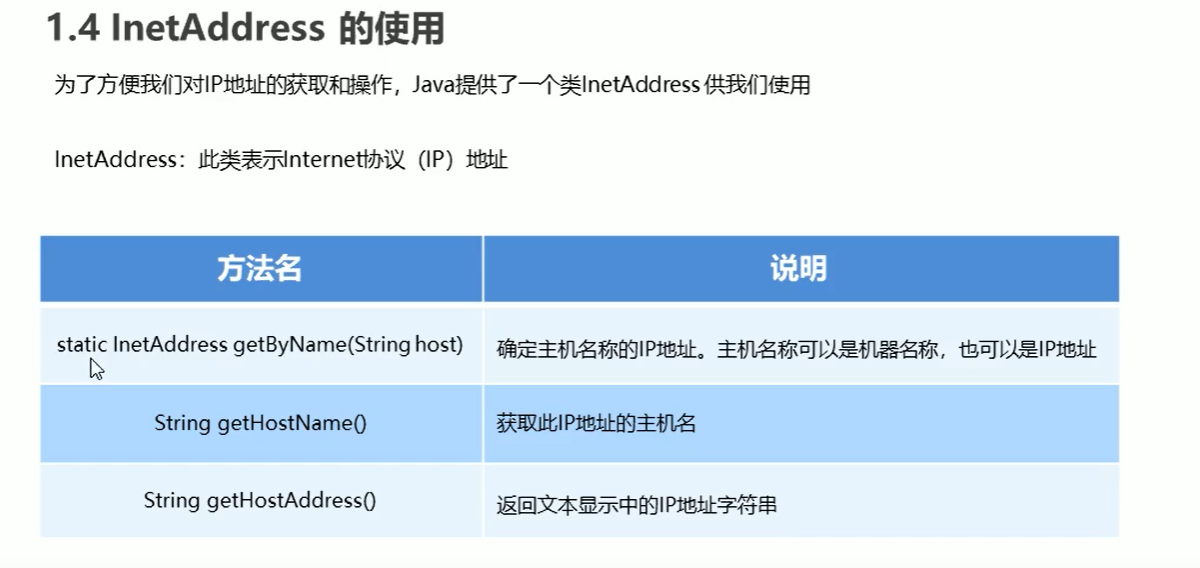 1.4 InetAddress 的使用
为了方便我们对IP地址的获取和操作，Java提供了一个类InetAddress 供我们使用
InetAddress：此类表示Internet协议（IP）地址
方法名
说明
static InetAddress getByName(String host)
确定主机名称的IP地址。主机名称可以是机器名称，也可以是IP地址
String getHostName()
获取此IP地址的主机名
String getHostAddress()
返回文本显示中的IP地址字符串